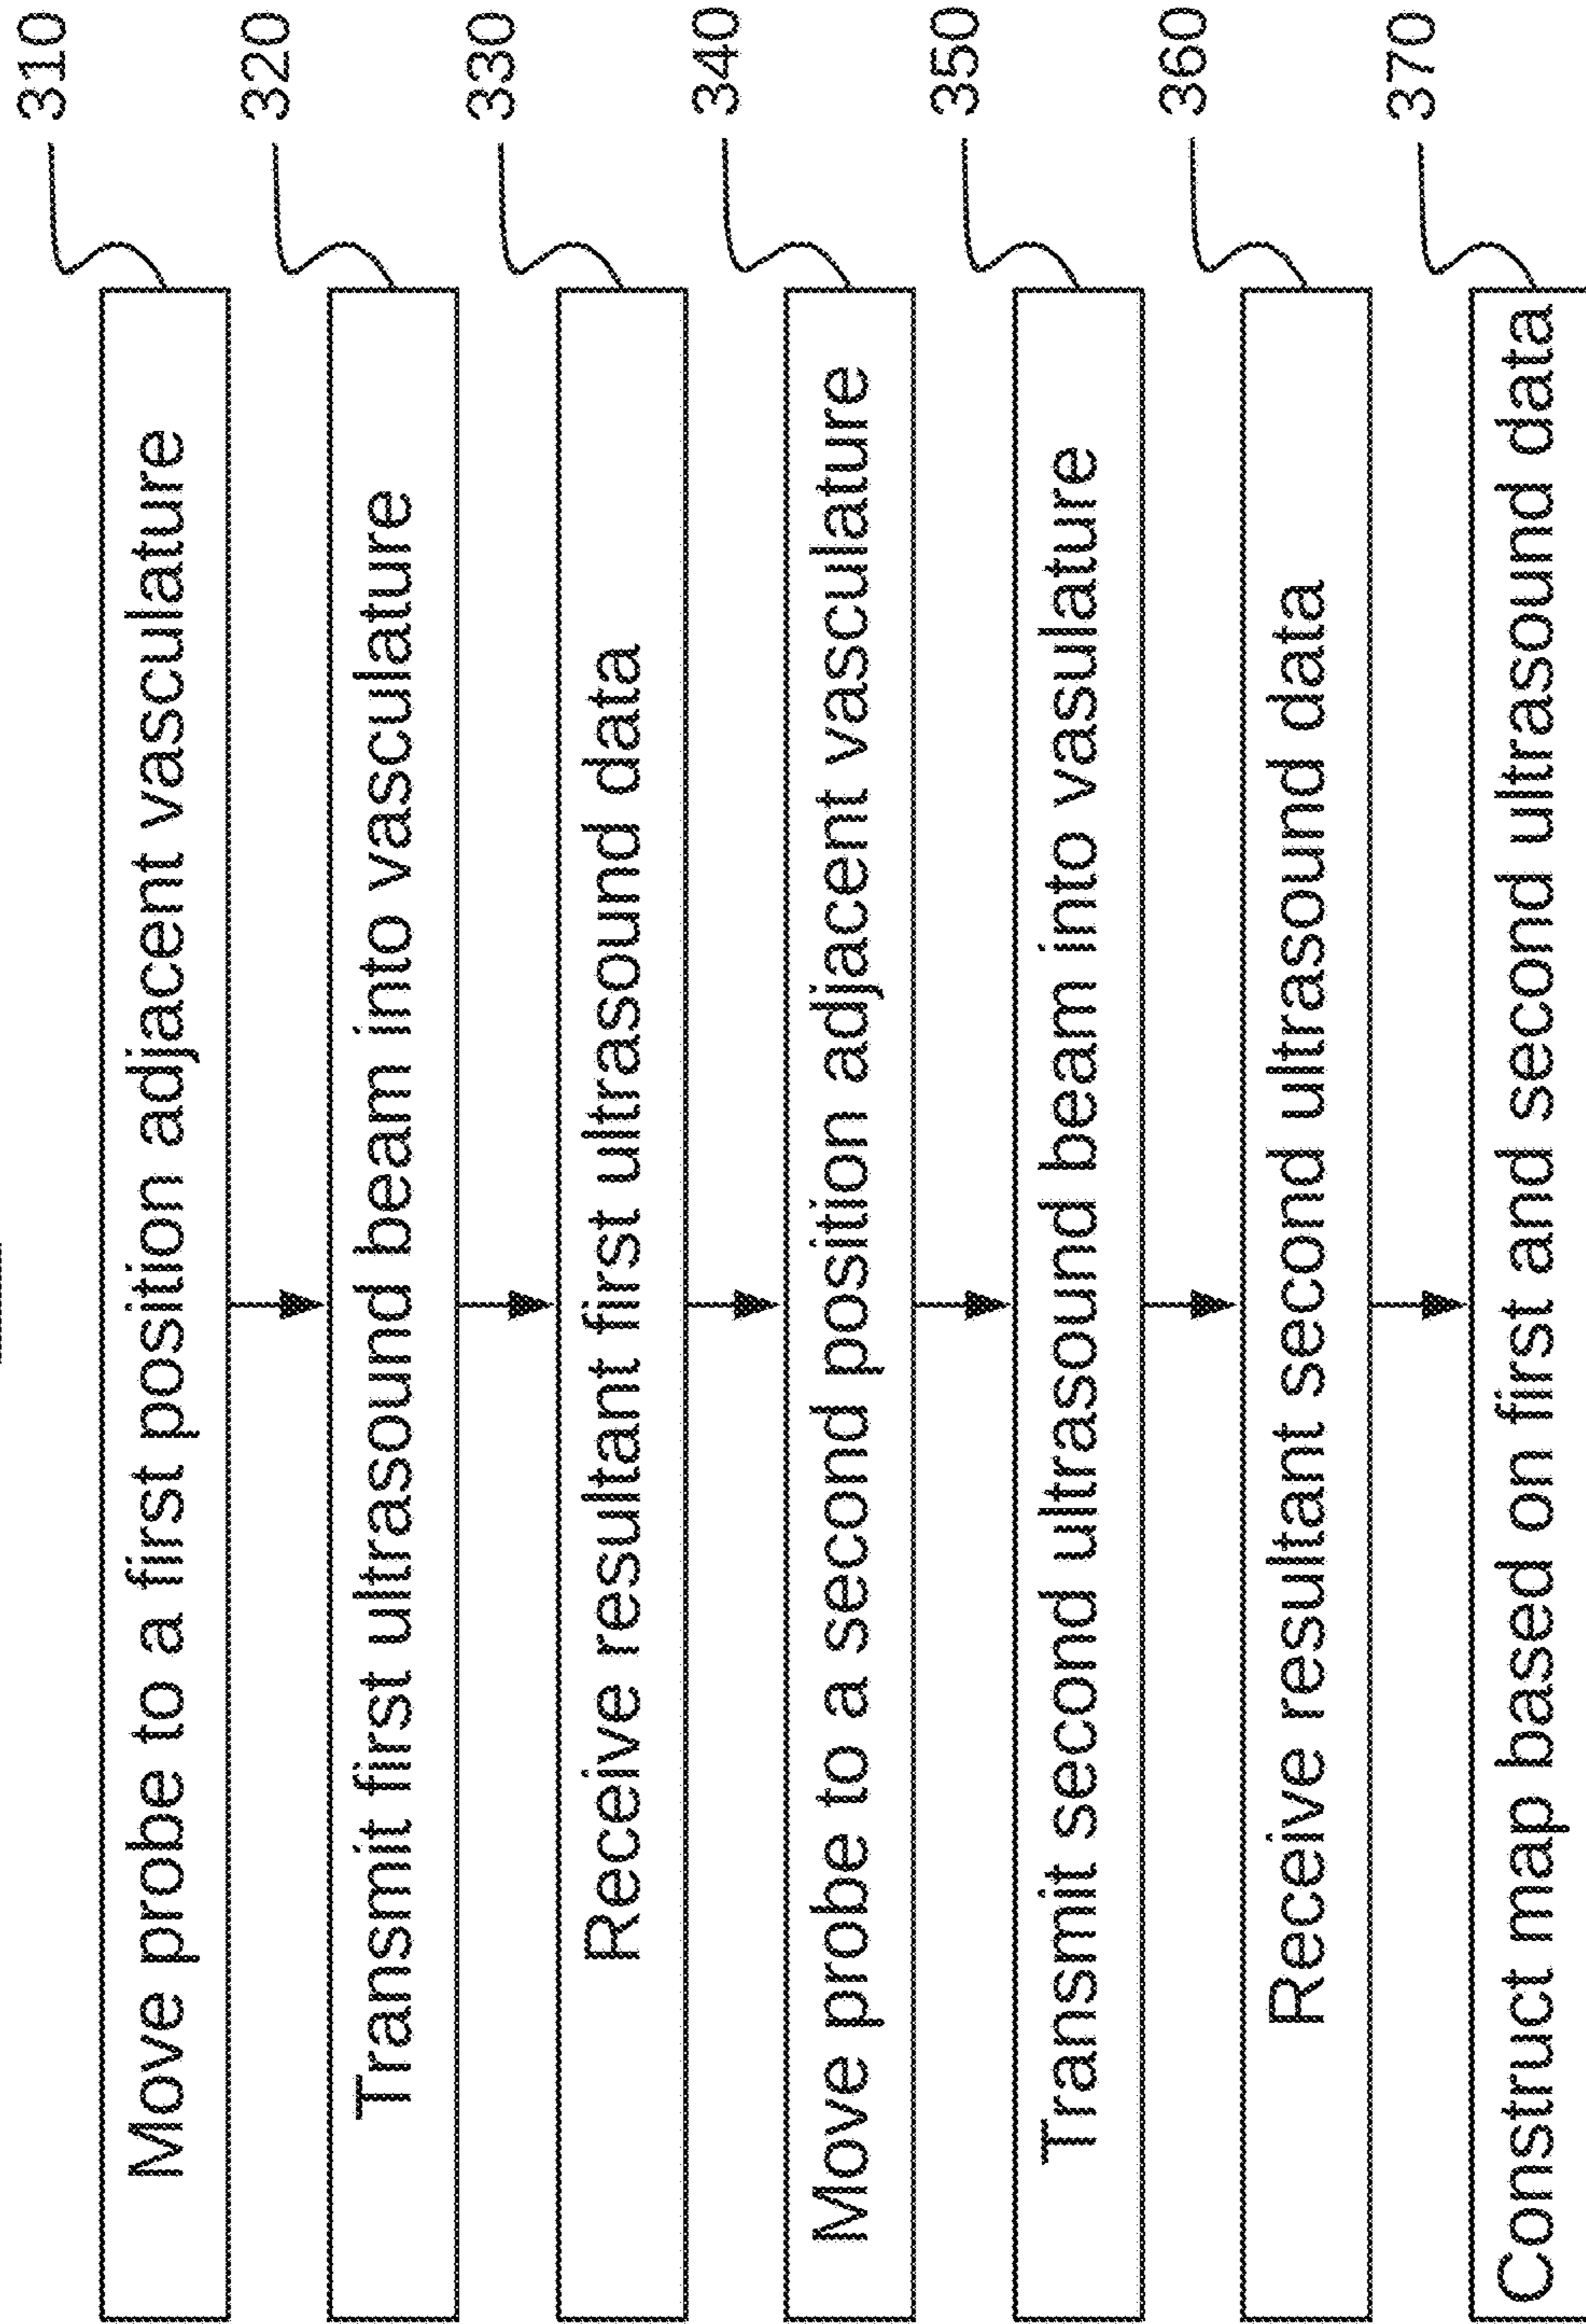 310
Move probe to a first position adjacent vasculature
320
Transmit first ultrasound beam into vasculature
330
Receive resultant first ultrasound data
340
Move probe to a second position adjacent vasculature
350
Transmit second ultrasound beam into vasulature
360
Receive resultant second ultrasound data
370
Construct map based on first and second ultrasound data